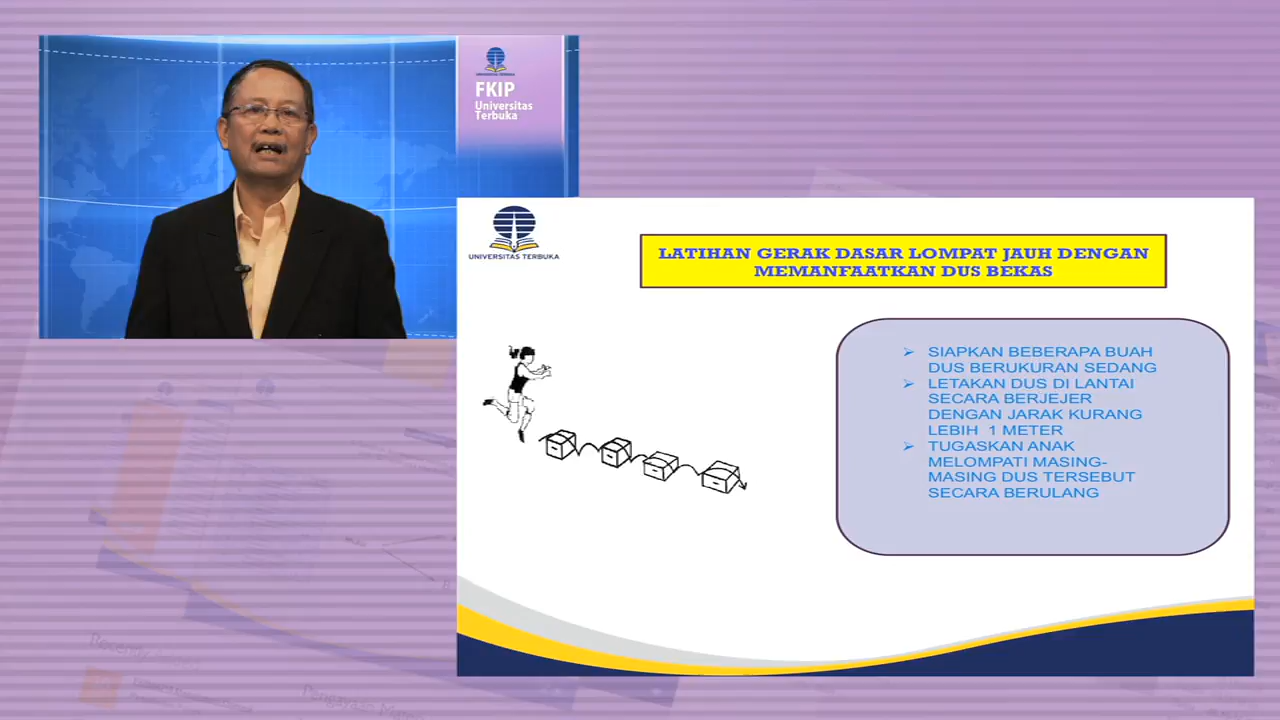 UNIVERSITAS TERBUKA
FKIP
Universitas
Terbuka
UNIVERSITAS TERBUKA
LATIHAN GERAK DASAR LOMPAT JAUH DENGAN
MEMANFAATKAN DUS BEKAS
➢ SIAPKAN BEBERAPA BUAH
DUS BERUKURAN SEDANG
➢ LETAKAN DUS DI LANTAI
SECARA BERJEJER
DENGAN JARAK KURANG
LEBIH 1 METER
➢ TUGASKAN ANAK
MELOMPATI MASING-
MASING DUS TERSEBUT
SECARA BERULANG